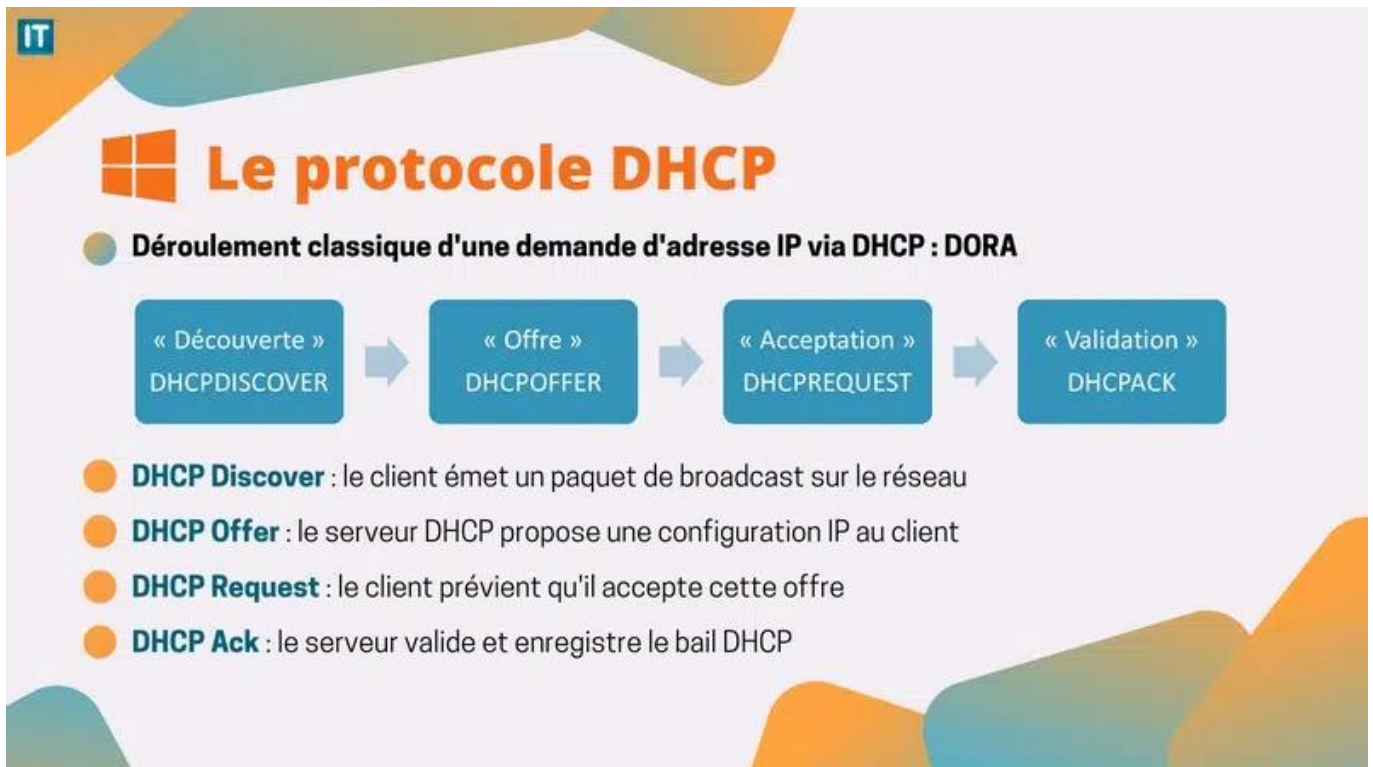 IT
Le protocole DHCP
Déroulement classique d'une demande d'adresse IP via DHCP : DORA
« Découverte »
DHCPDISCOVER
« Offre »
DHCPOFFER
« Acceptation »
DHCPREQUEST
« Validation »
DHCPACK
DHCP Discover : le client émet un paquet de broadcast sur le réseau
DHCP Offer : le serveur DHCP propose une configuration IP au client
DHCP Request : le client prévient qu'il accepte cette offre
DHCP Ack : le serveur valide et enregistre le bail DHCP